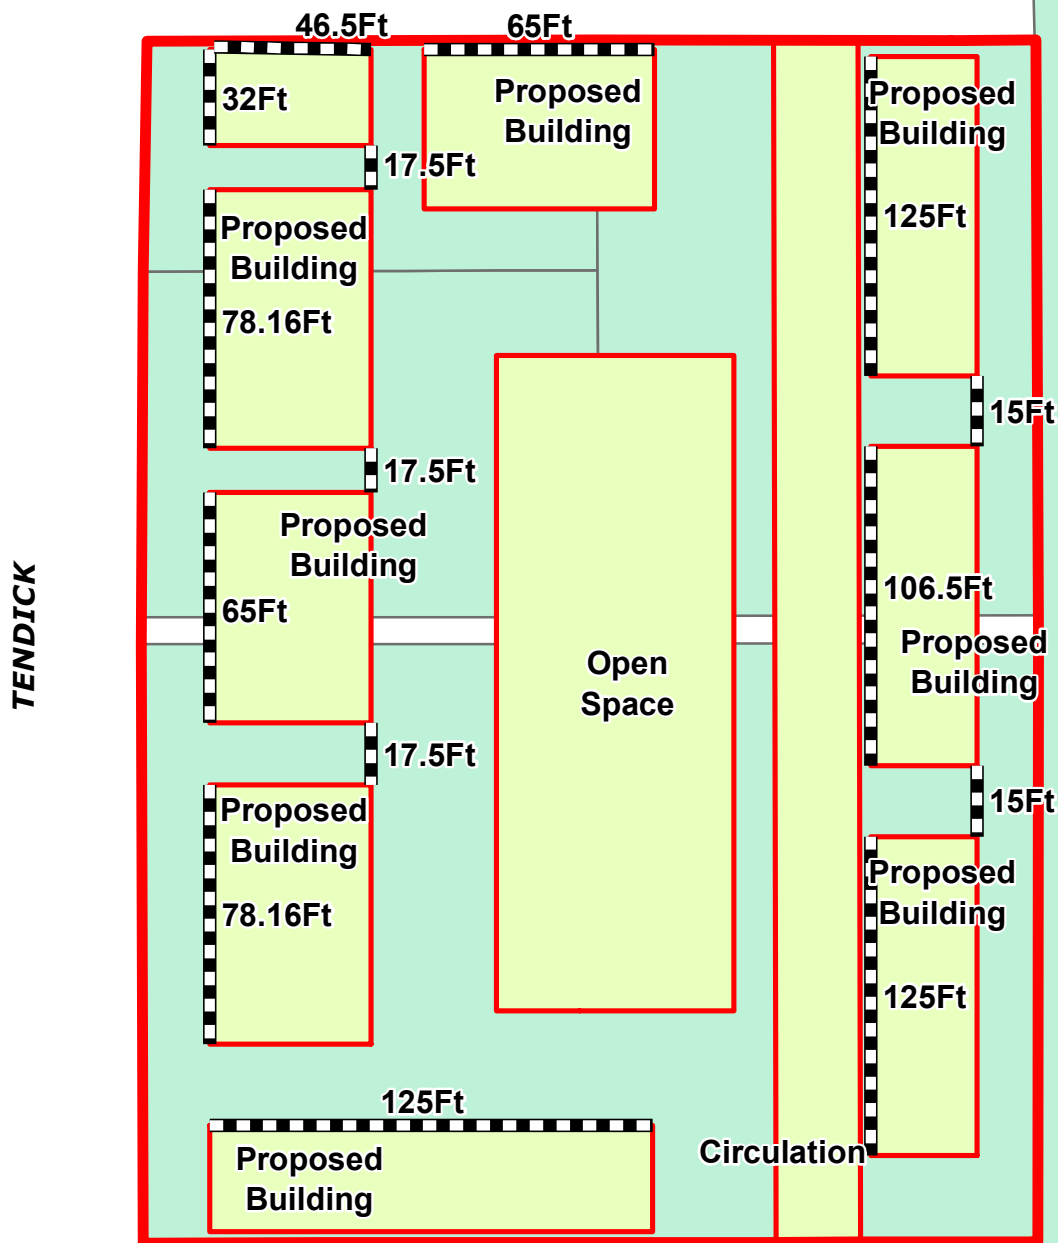 46.5Ft
65Ft
32Ft
Proposed
Building
Proposed
Building
17.5Ft
125Ft
Proposed
Building
78.16Ft
15Ft
17.5Ft
Proposed
Building
65Ft
106.5Ft
Proposed
Building
TENDICK
Open
Space
17.5Ft
15Ft
Proposed
Building
78.16Ft
Proposed
Building
125Ft
125Ft
Proposed
Building
Circulation